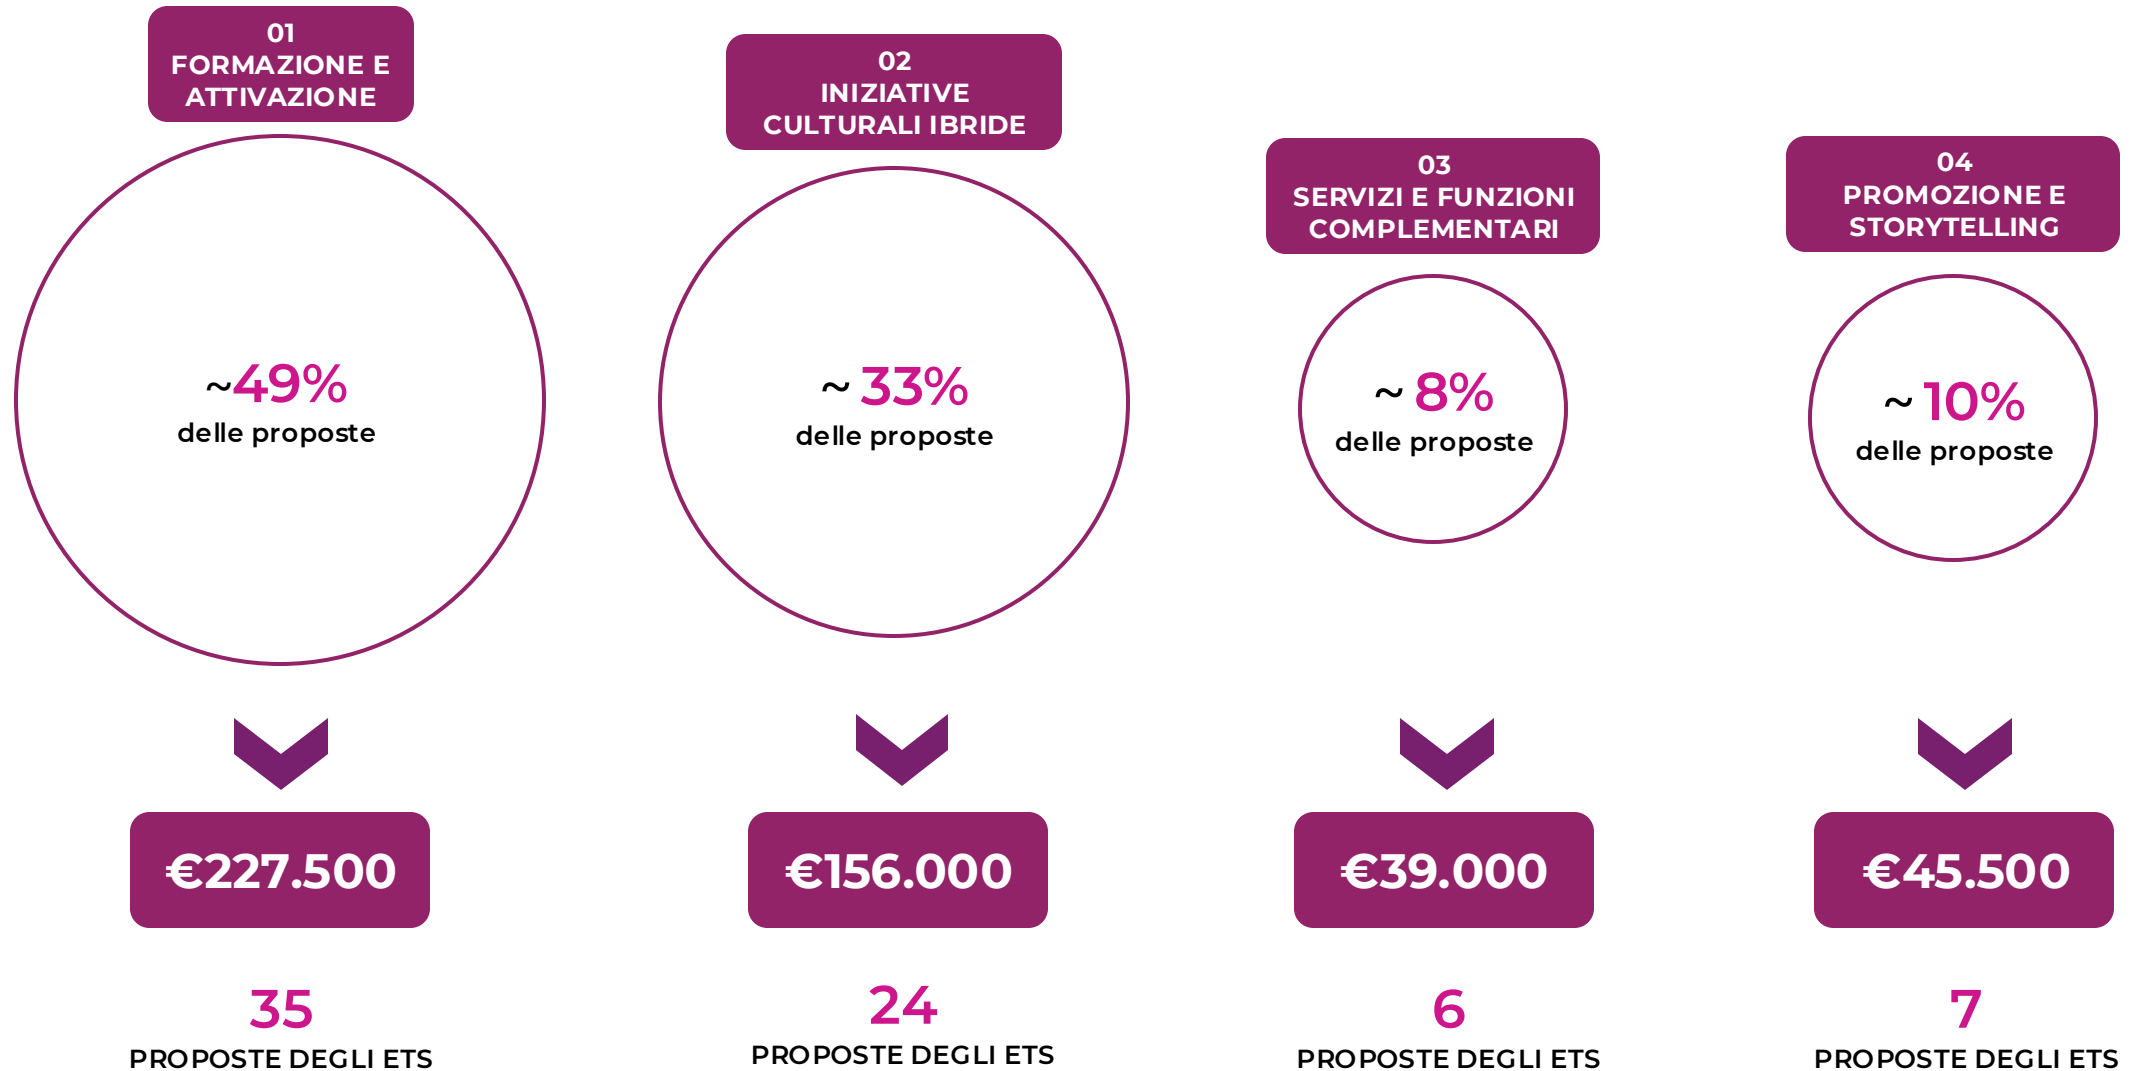 01
FORMAZIONE E
ATTIVAZIONE
~49%
delle proposte
€227.500
35
PROPOSTE DEGLI ETS
02
INIZIATIVE
CULTURALI IBRIDE
~ 33%
delle proposte
€156.000
24
PROPOSTE DEGLI ETS
03
SERVIZI E FUNZIONI
COMPLEMENTARI
~ 8%
delle proposte
€39.000
6
PROPOSTE DEGLI ETS
04
PROMOZIONE E
STORYTELLING
~ 10%
delle proposte
€45.500
7
PROPOSTE DEGLI ETS